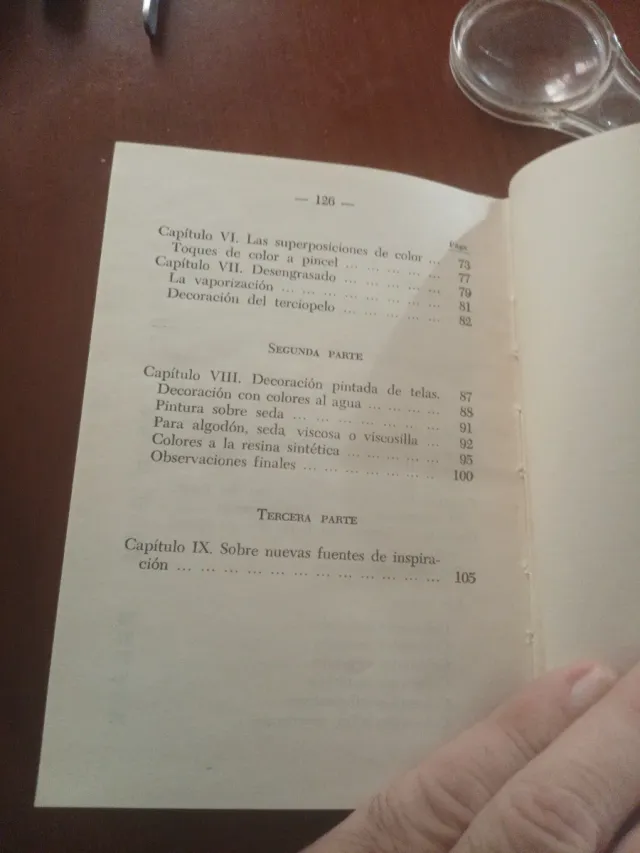 — 126 —
Págs.
Capítulo VI. Las superposiciones de color ... 73
Toques de color a pincel ... ... ... ... ... 77
Capítulo VII. Desengrasado ... ... ... ... ... 79
La vaporización ... ... ... ... ... ... ... 81
Decoración del terciopelo ... ... ... ... ... 82
SEGUNDA PARTE
Capítulo VIII. Decoración pintada de telas. 87
Decoración con colores al agua ... ... ... ... 88
Pintura sobre seda ... ... ... ... ... .. ... 91
Para algodón, seda, viscosa o viscosilla ... 92
Colores a la resina sintética ... ... ... ... ... 95
Observaciones finales ... ... ... ... ... ... 100
TERCERA PARTE
Capítulo IX. Sobre nuevas fuentes de inspira-
ción ... ... ... ... ... ... ... ... ... ... ... ... 105